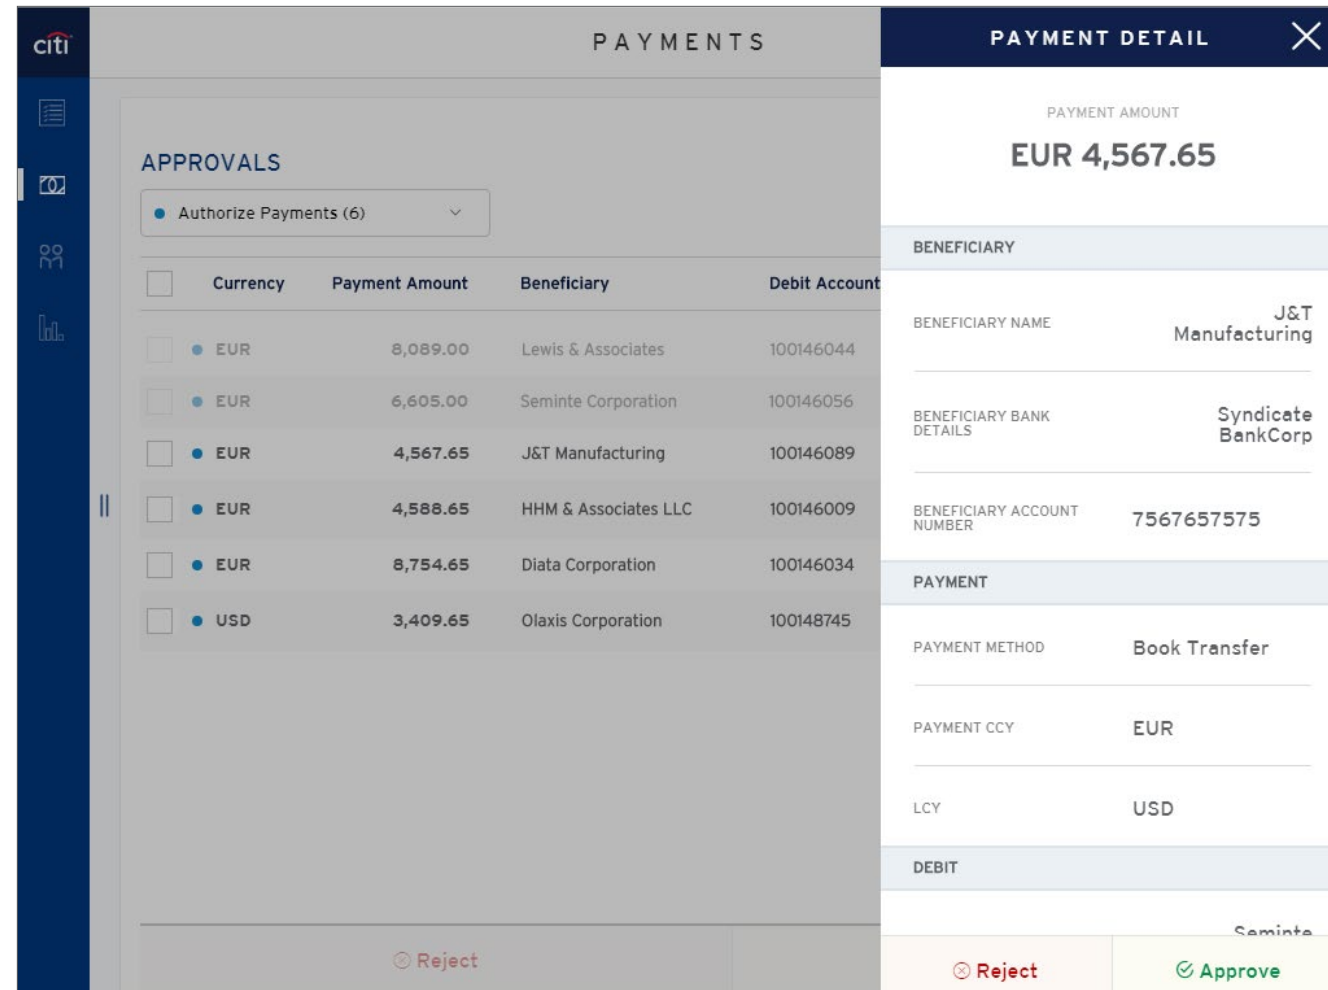 citi
PAYMENTS
APPROVALS
Authorize Payments (6)
Currency Payment Amount Beneficiary Debit Account
EUR 8,089.00 Lewis & Associates 100146044
EUR 6,605.00 Seminte Corporation 100146056
EUR 4,567.65 J&T Manufacturing 100146089
EUR 4,588.65 HHM & Associates LLC 100146009
EUR 8,754.65 Diata Corporation 100146034
USD 3,409.65 Olaxis Corporation 100148745
Reject
PAYMENT DETAIL
PAYMENT AMOUNT
EUR 4,567.65
BENEFICIARY
BENEFICIARY NAME
J&T
Manufacturing
BENEFICIARY BANK
DETAILS
Syndicate
BankCorp
BENEFICIARY ACCOUNT
NUMBER
7567657575
PAYMENT
PAYMENT METHOD Book Transfer
PAYMENT CCY EUR
LCY USD
DEBIT
Seminte
Reject Approve